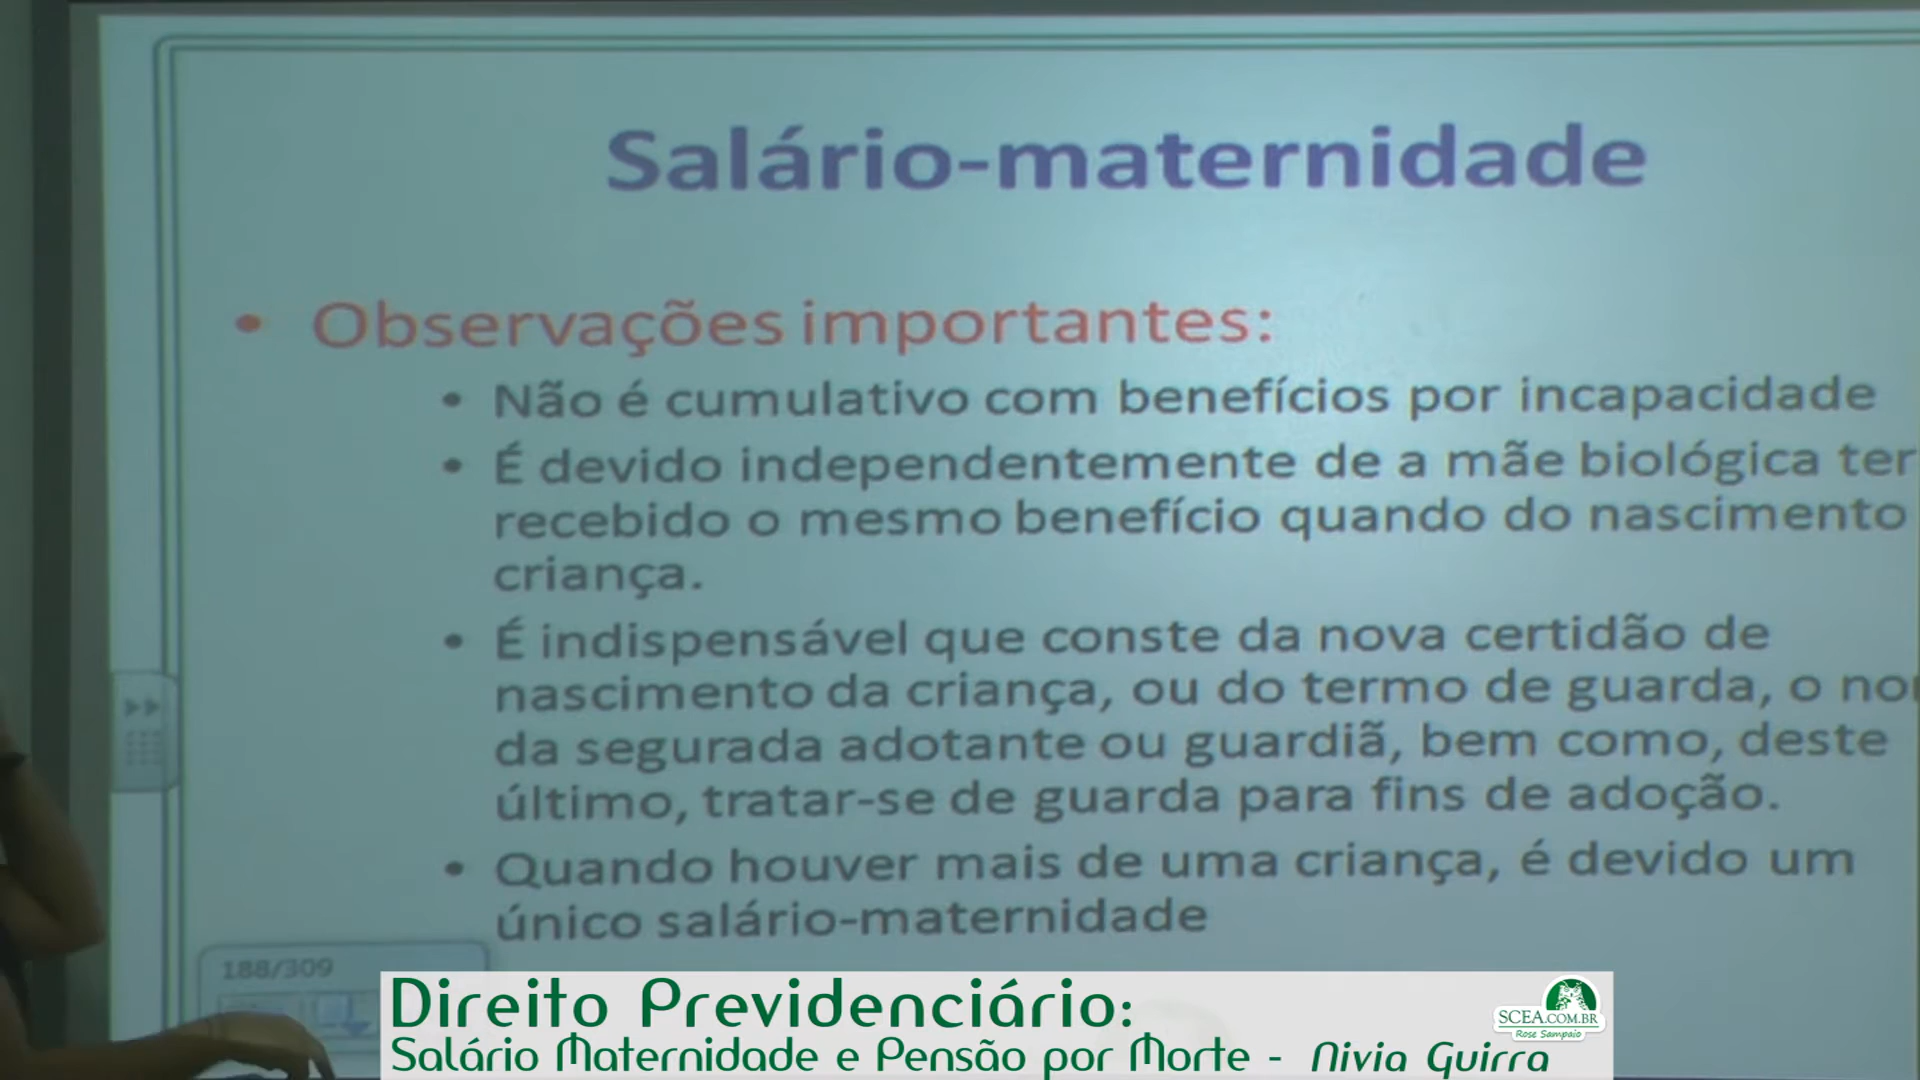 Salário-maternidade
• Observações importantes:
• Não é cumulativo com benefícios por incapacidade
• É devido independentemente de a mãe biológica ter
recebido o mesmo benefício quando do nascimento
criança.
• É indispensável que conste da nova certidão de
nascimento da criança, ou do termo de guarda, o
da segurada adotante ou guardiã, bem como, deste
último, tratar-se de guarda para fins de adoção.
• Quando houver mais de uma criança, é devido um
único salário-maternidade
188/309
Direito Previdenciário:
Salário Maternidade e Pensão por Morte - Nivia Guirra
SCEA.COM.BR
Rose Sampaio